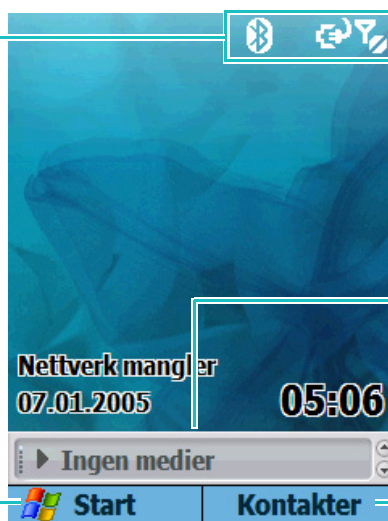 Nettverk mangler
07.01.2005
05:06
Ingen medier
Start
Kontakter